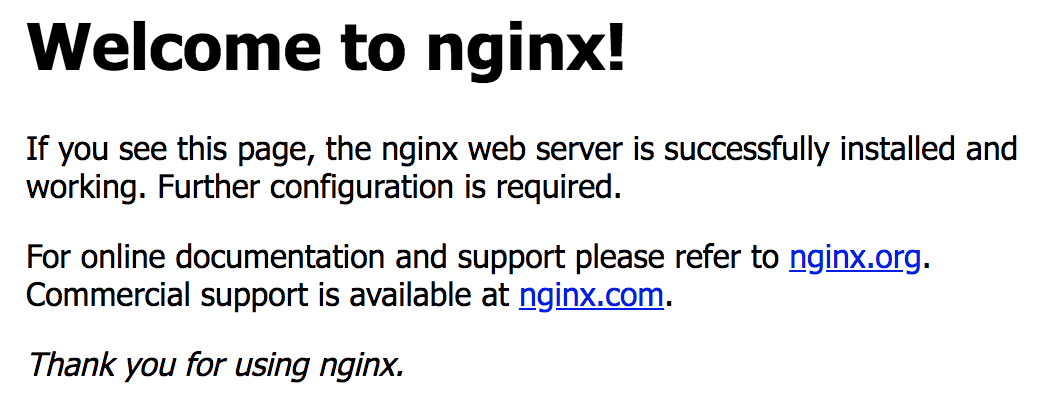 Welcome to nginx!
If you see this page, the nginx web server is successfully installed and
working. Further configuration is required.
For online documentation and support please refer to nginx.org.
Commercial support is available at nginx.com.
Thank you for using nginx.